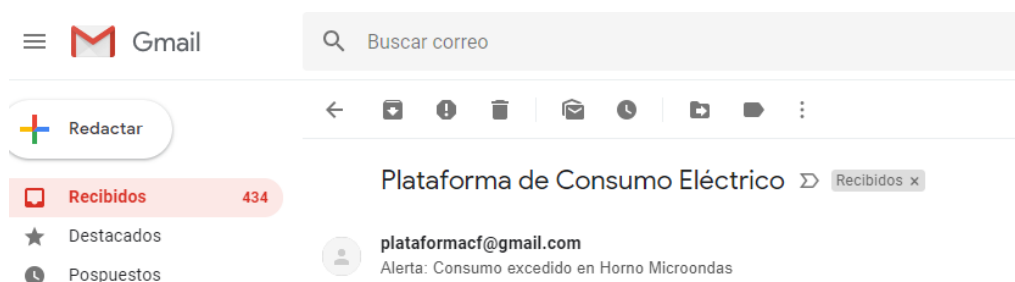 Gmail
Buscar correo
Redactar
Plataforma de Consumo Eléctrico Recibidos x
Recibidos 434
Destacados
Pospuestos
plataformacf@gmail.com
Alerta: Consumo excedido en Horno Microondas